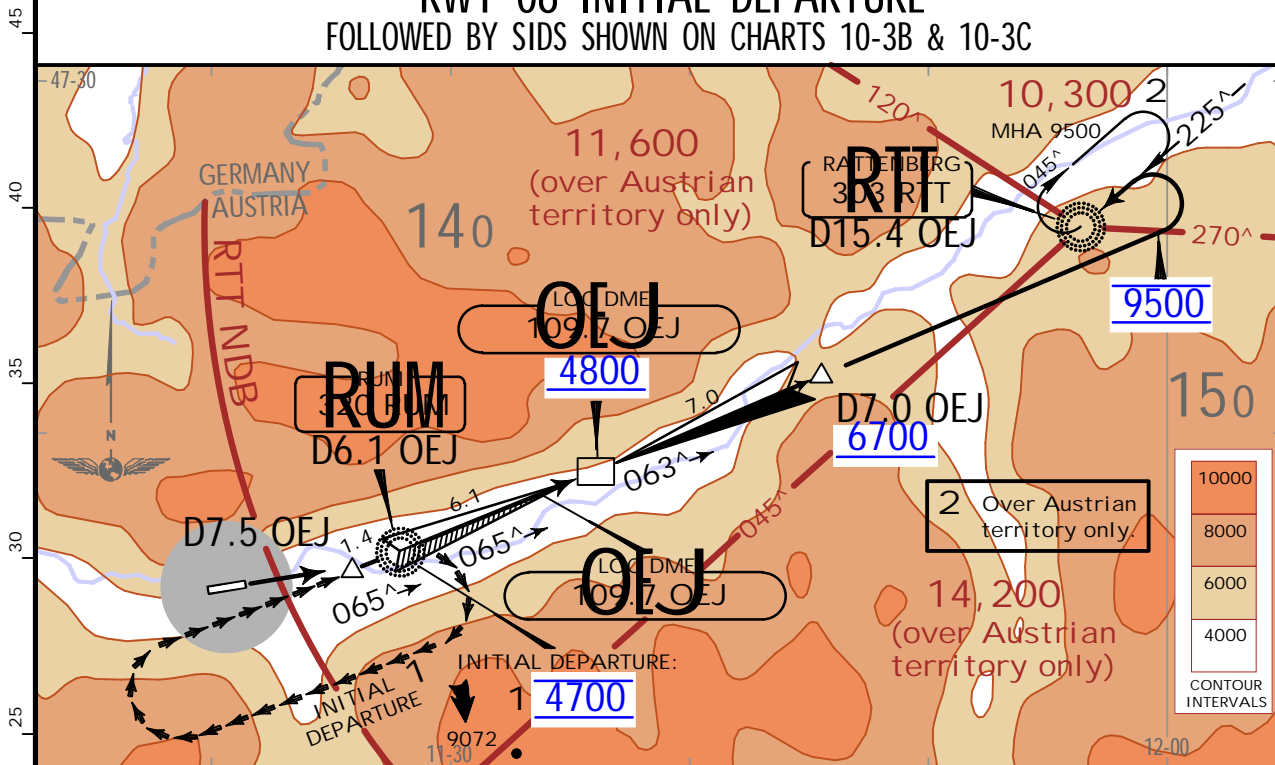 RWY 08 INITIAL DEPARTURE
FOLLOWED BY SIDS SHOWN ON CHARTS 10-3B & 10-3C
45
47-30
120^
10,300 2
MHA 9500
225^
045^
11,600
(over Austrian
territory only)
RTT
RATTENBERG
303 RTT
D15.4 OEJ
GERMANY
AUSTRIA
40
140
270^
RTT NDB
OEJ
LOC DME
109.7 OEJ
4800
9500
35
RUM
RUM
320 RUM
D6.1 OEJ
7.0
D7.0 OEJ
6700
150
N
063^
6.1
10000
8000
6000
4000
CONTOUR
INTERVALS
2 Over Austrian
territory only.
D7.5 OEJ
1.4
065^
045^
30
065^
OEJ
LOC DME
109.7 OEJ
14,200
(over Austrian
territory only)
INITIAL DEPARTURE:
1 4700
INITIAL 1
DEPARTURE
25
9072
11-30
12-00